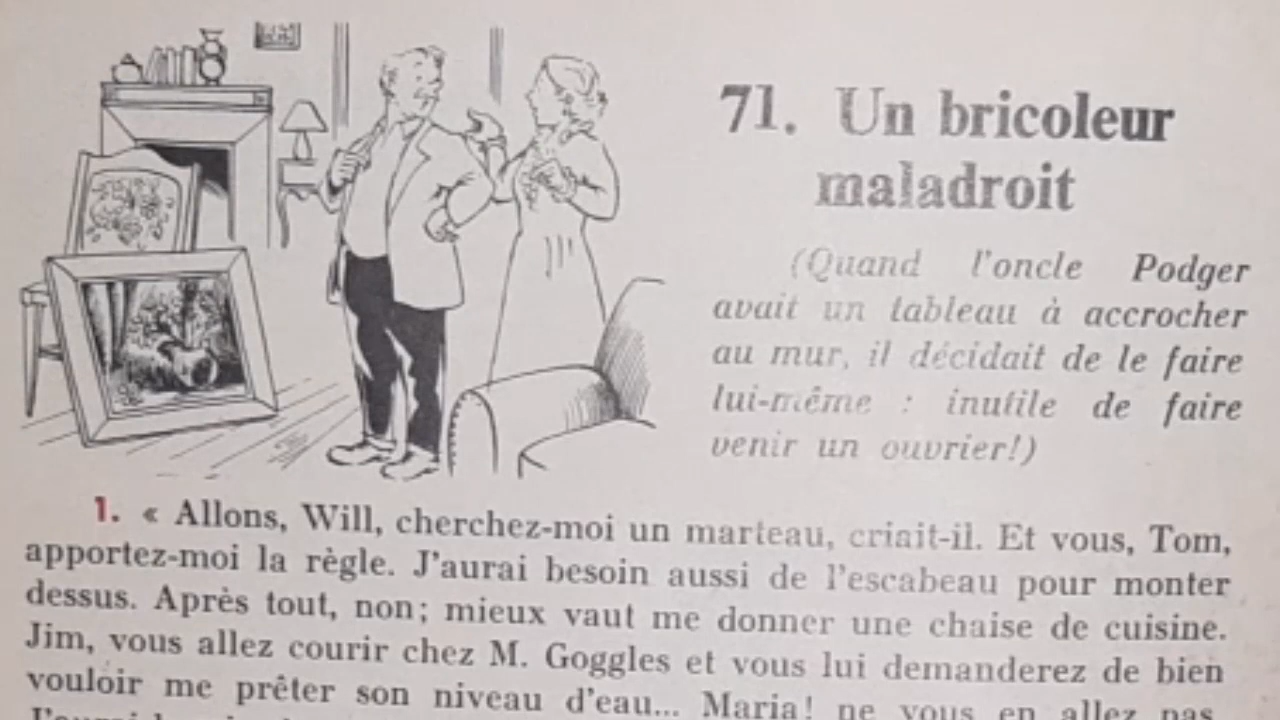 71. Un bricoleur
maladroit
(Quand l'oncle Podger
avait un tableau à accrocher
au mur, il décidait de le faire
lui-même : inutile de faire
venir un ouvrier!)
1. « Allons, Will, cherchez-moi un marteau, criait-il. Et vous, Tom,
apportez-moi la règle. J'aurai besoin aussi de l'escabeau pour monter
dessus. Après tout, non; mieux vaut me donner une chaise de cuisine.
Jim, vous allez courir chez M. Goggles et vous lui demanderez de bien
vouloir me prêter son niveau d'eau... Maria! ne vous en allez pas.